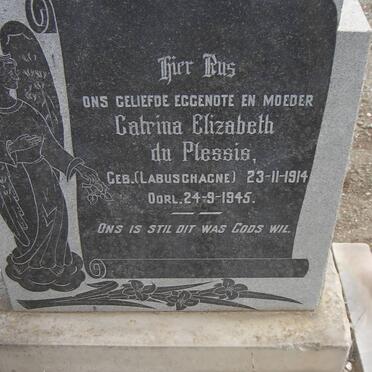 Hier Rus
ONS GELIEFDE EGGENOTE EN MOEDER
Catrina Elizabeth
du Plessis,
GEB.(LABUSCHAGNE) 23-11-1914
OORL. 24-9-1945.
ONS IS STIL DIT WAS GODS WIL.